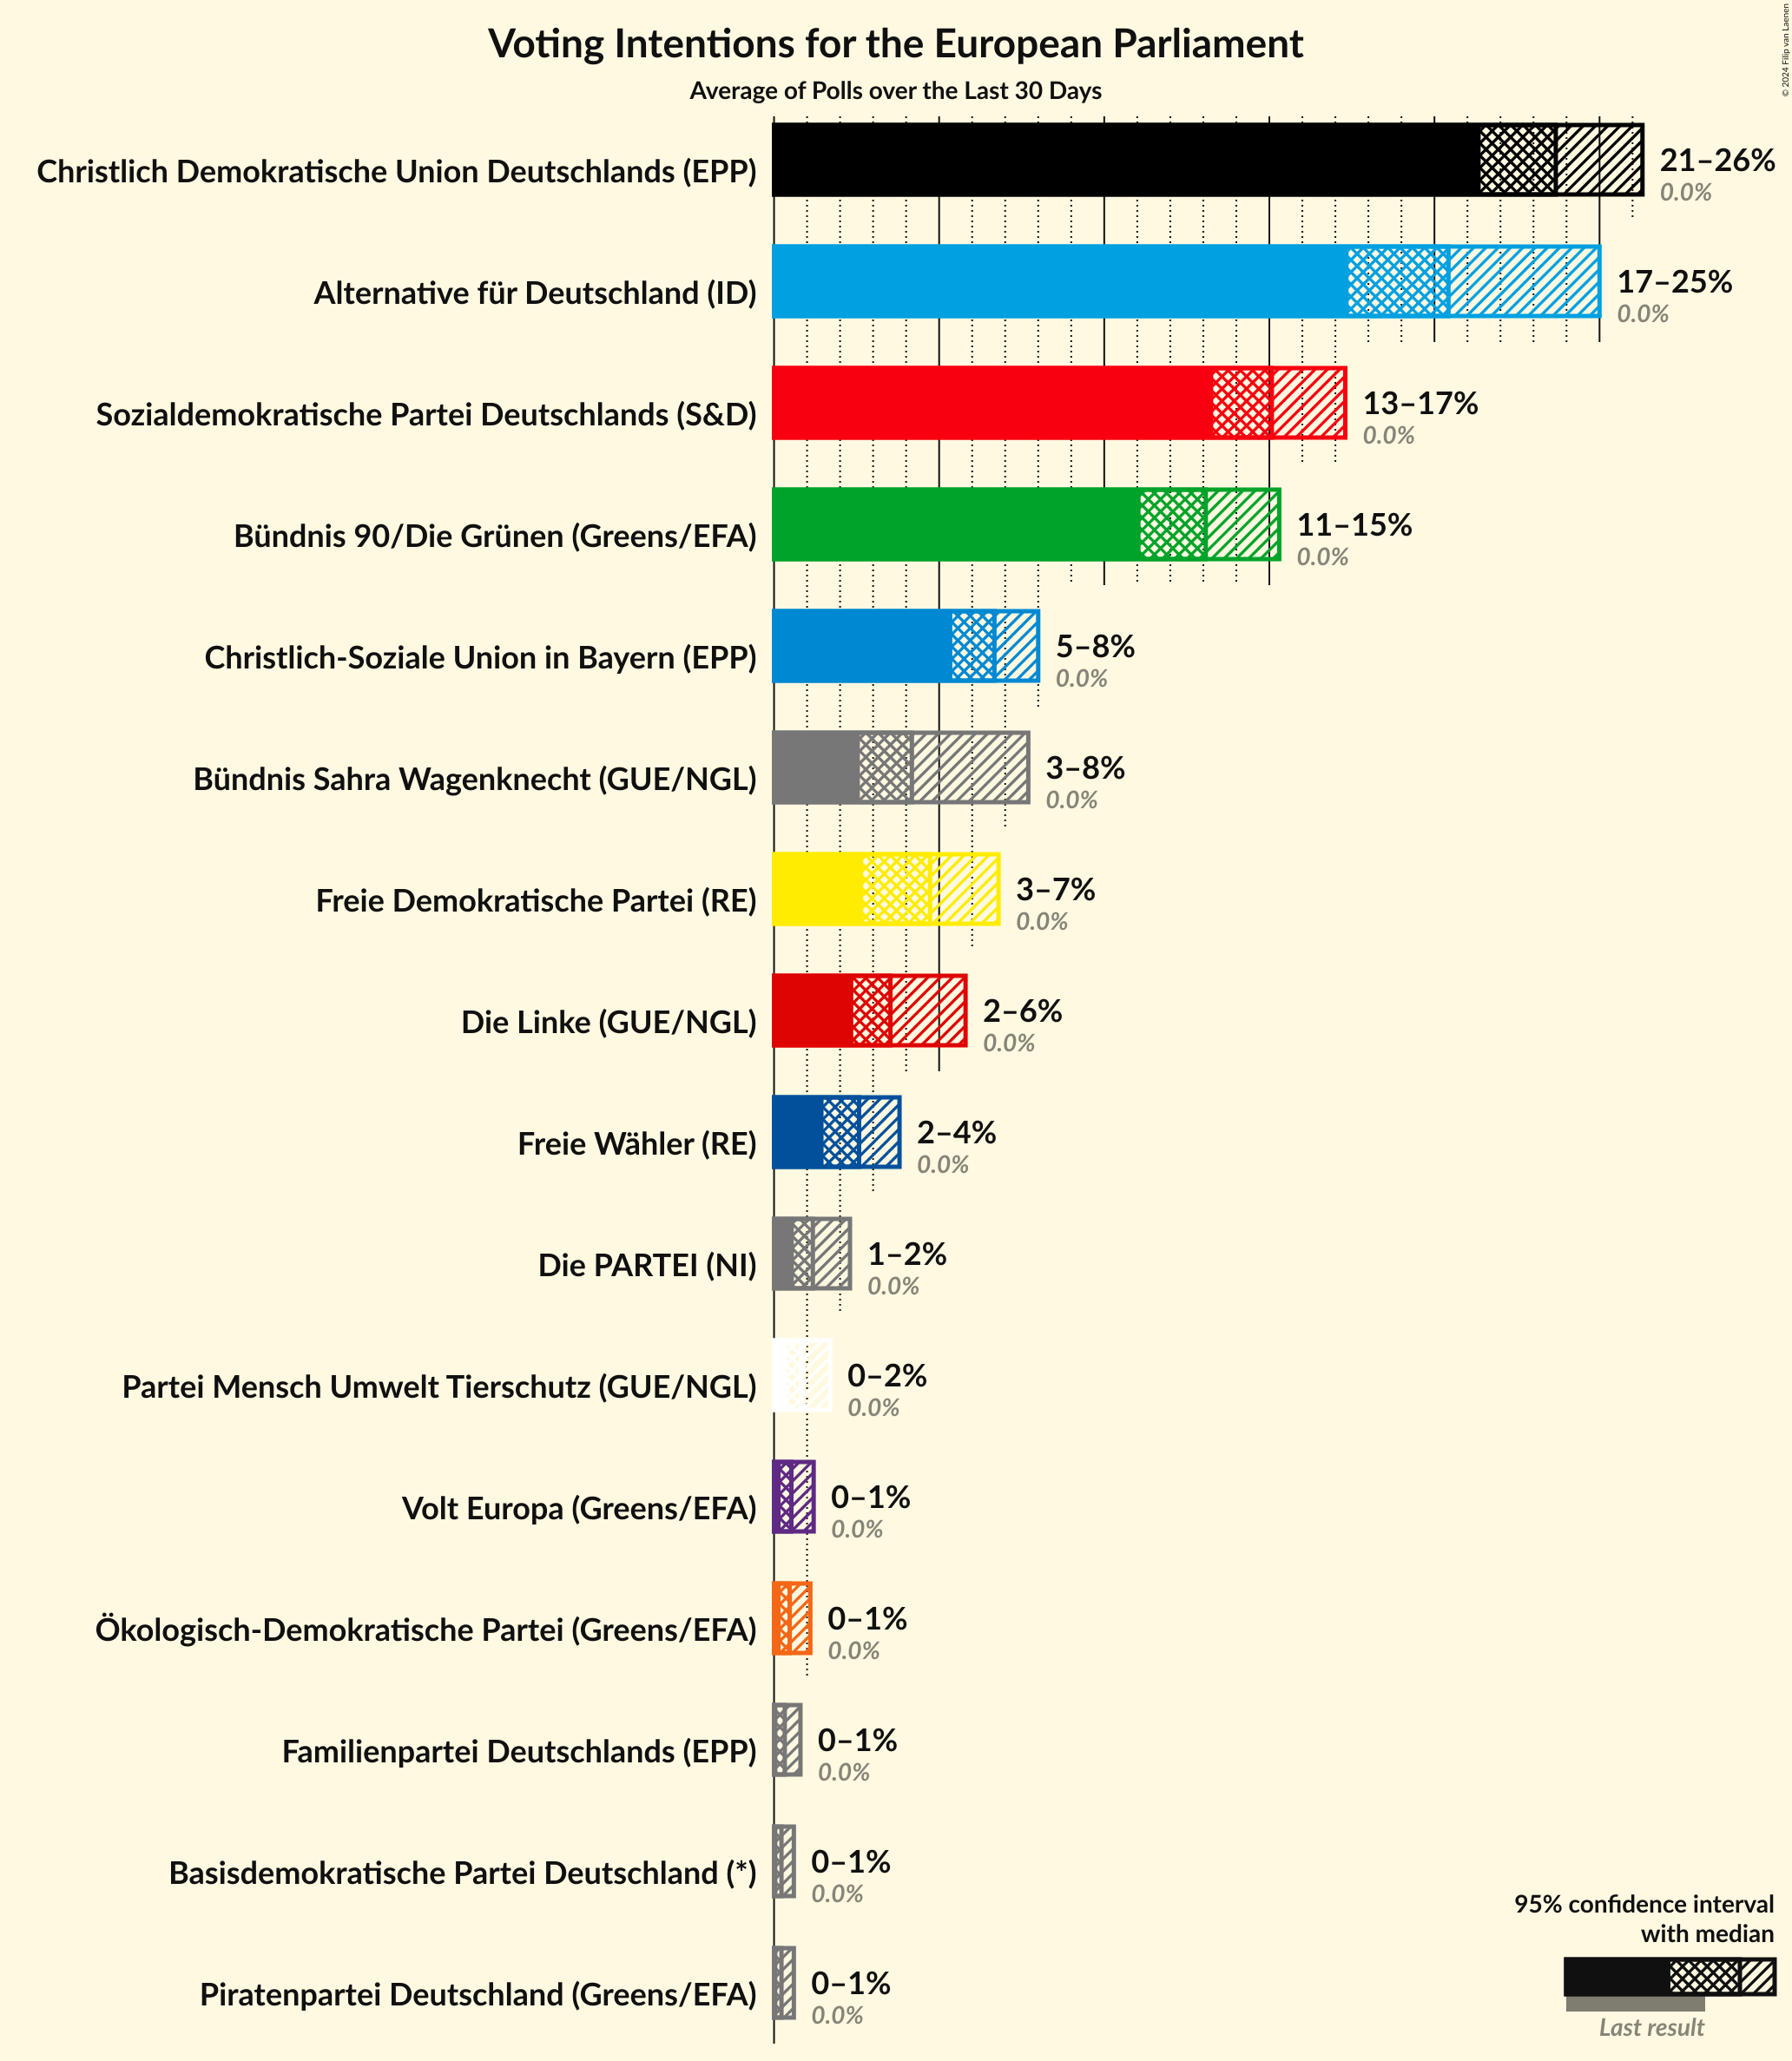 Voting Intentions for the European Parliament
Average of Polls over the Last 30 Days
© 2024 Filip van Laenen
Christlich Demokratische Union Deutschlands (EPP)
21–26%
0.0%
Alternative für Deutschland (ID)
17–25%
0.0%
Sozialdemokratische Partei Deutschlands (S&D)
13–17%
0.0%
Bündnis 90/Die Grünen (Greens/EFA)
11–15%
0.0%
Christlich-Soziale Union in Bayern (EPP)
5–8%
0.0%
Bündnis Sahra Wagenknecht (GUE/NGL)
3–8%
0.0%
Freie Demokratische Partei (RE)
3–7%
0.0%
Die Linke (GUE/NGL)
2–6%
0.0%
Freie Wähler (RE)
2–4%
0.0%
Die PARTEI (NI)
1–2%
0.0%
Partei Mensch Umwelt Tierschutz (GUE/NGL)
0–2%
0.0%
Volt Europa (Greens/EFA)
0–1%
0.0%
Ökologisch-Demokratische Partei (Greens/EFA)
0–1%
0.0%
Familienpartei Deutschlands (EPP)
0–1%
0.0%
Basisdemokratische Partei Deutschland (*)
0–1%
0.0%
Piratenpartei Deutschland (Greens/EFA)
0–1%
0.0%
95% confidence interval
with median
Last result